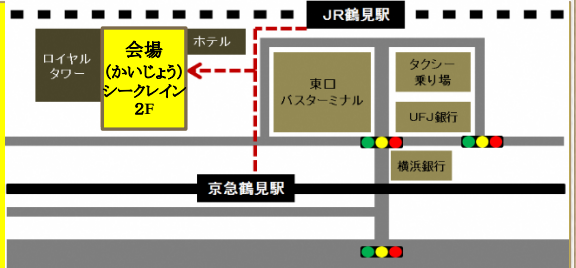 JR鶴見駅
ホテル
会場
(かいじょう)
シークレイン
2F
ロイヤル
タワー
東口
バスターミナル
タクシー
乗り場
UFJ銀行
横浜銀行
京急鶴見駅